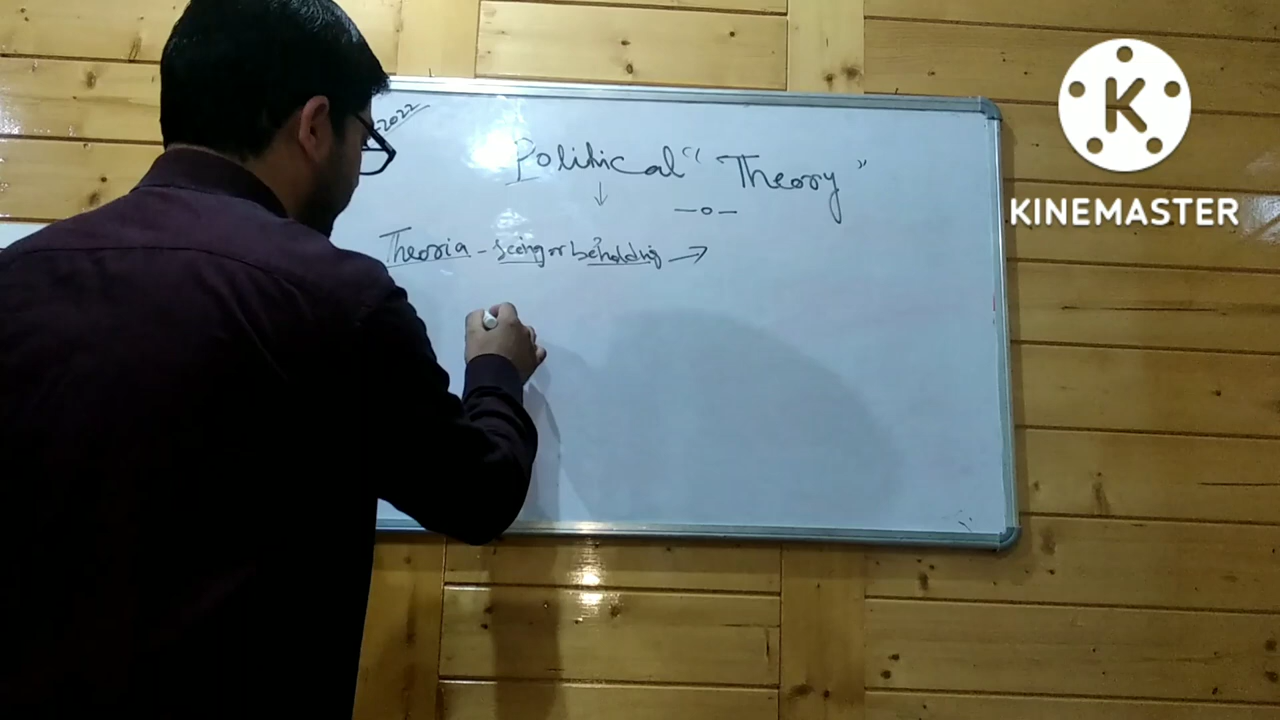 -2022
Political " Theory "
Theoria - seeing or beholding →
K
KINEMASTER